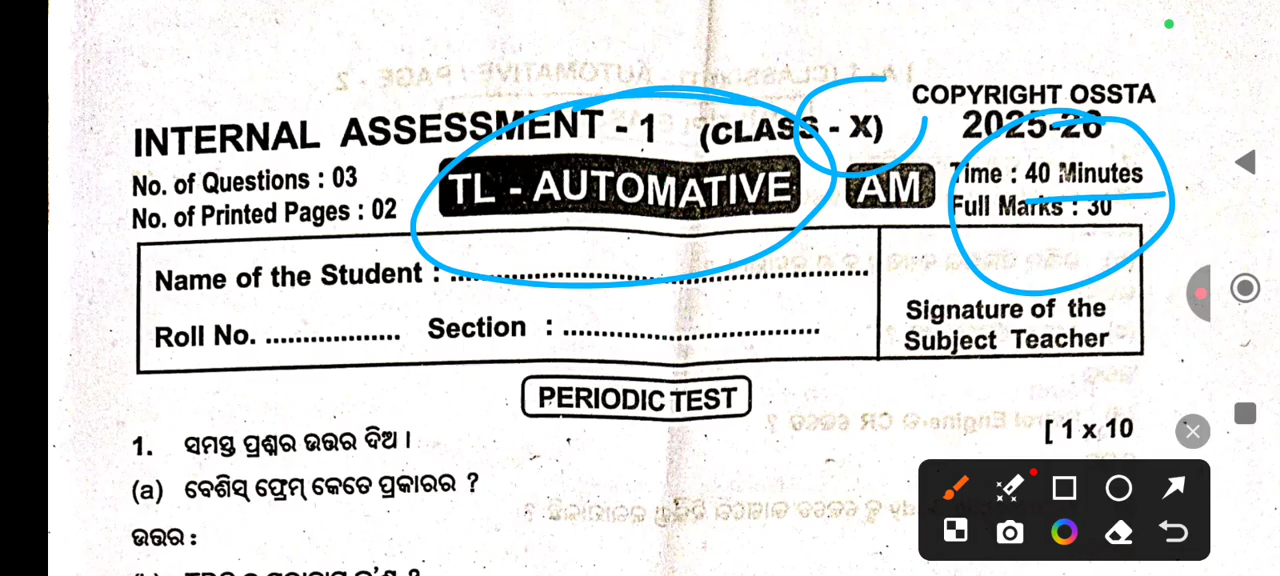 COPYRIGHT OSSTA
INTERNAL ASSESSMENT - 1 (CLASS - X) 2025-26
No. of Questions : 03
No. of Printed Pages : 02
TL - AUTOMATIVE
AM
Time : 40 Minutes
Full Marks : 30
Name of the Student :
Roll No. .................. Section :
Signature of the
Subject Teacher
PERIODIC TEST
1. ସମସ୍ତ ପ୍ରଶ୍ନର ଉତ୍ତର ଦିଅ । [ 1 x 10
(a) ବେଶିସ୍ ଫ୍ରେମ୍ କେତେ ପ୍ରକାରର ?
ଉତ୍ତର :